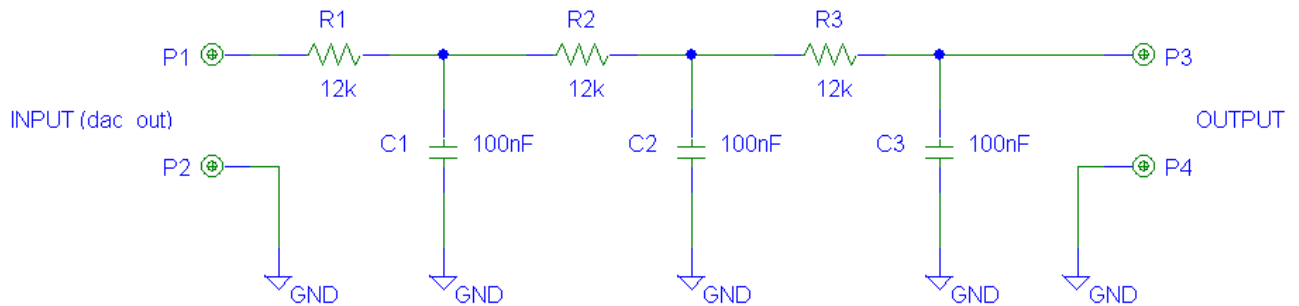 R1 R2 R3
P1 P3
12k 12k 12k
INPUT (dac out) OUTPUT
C1 100nF C2 100nF C3 100nF
P2 P4
GND GND GND GND GND